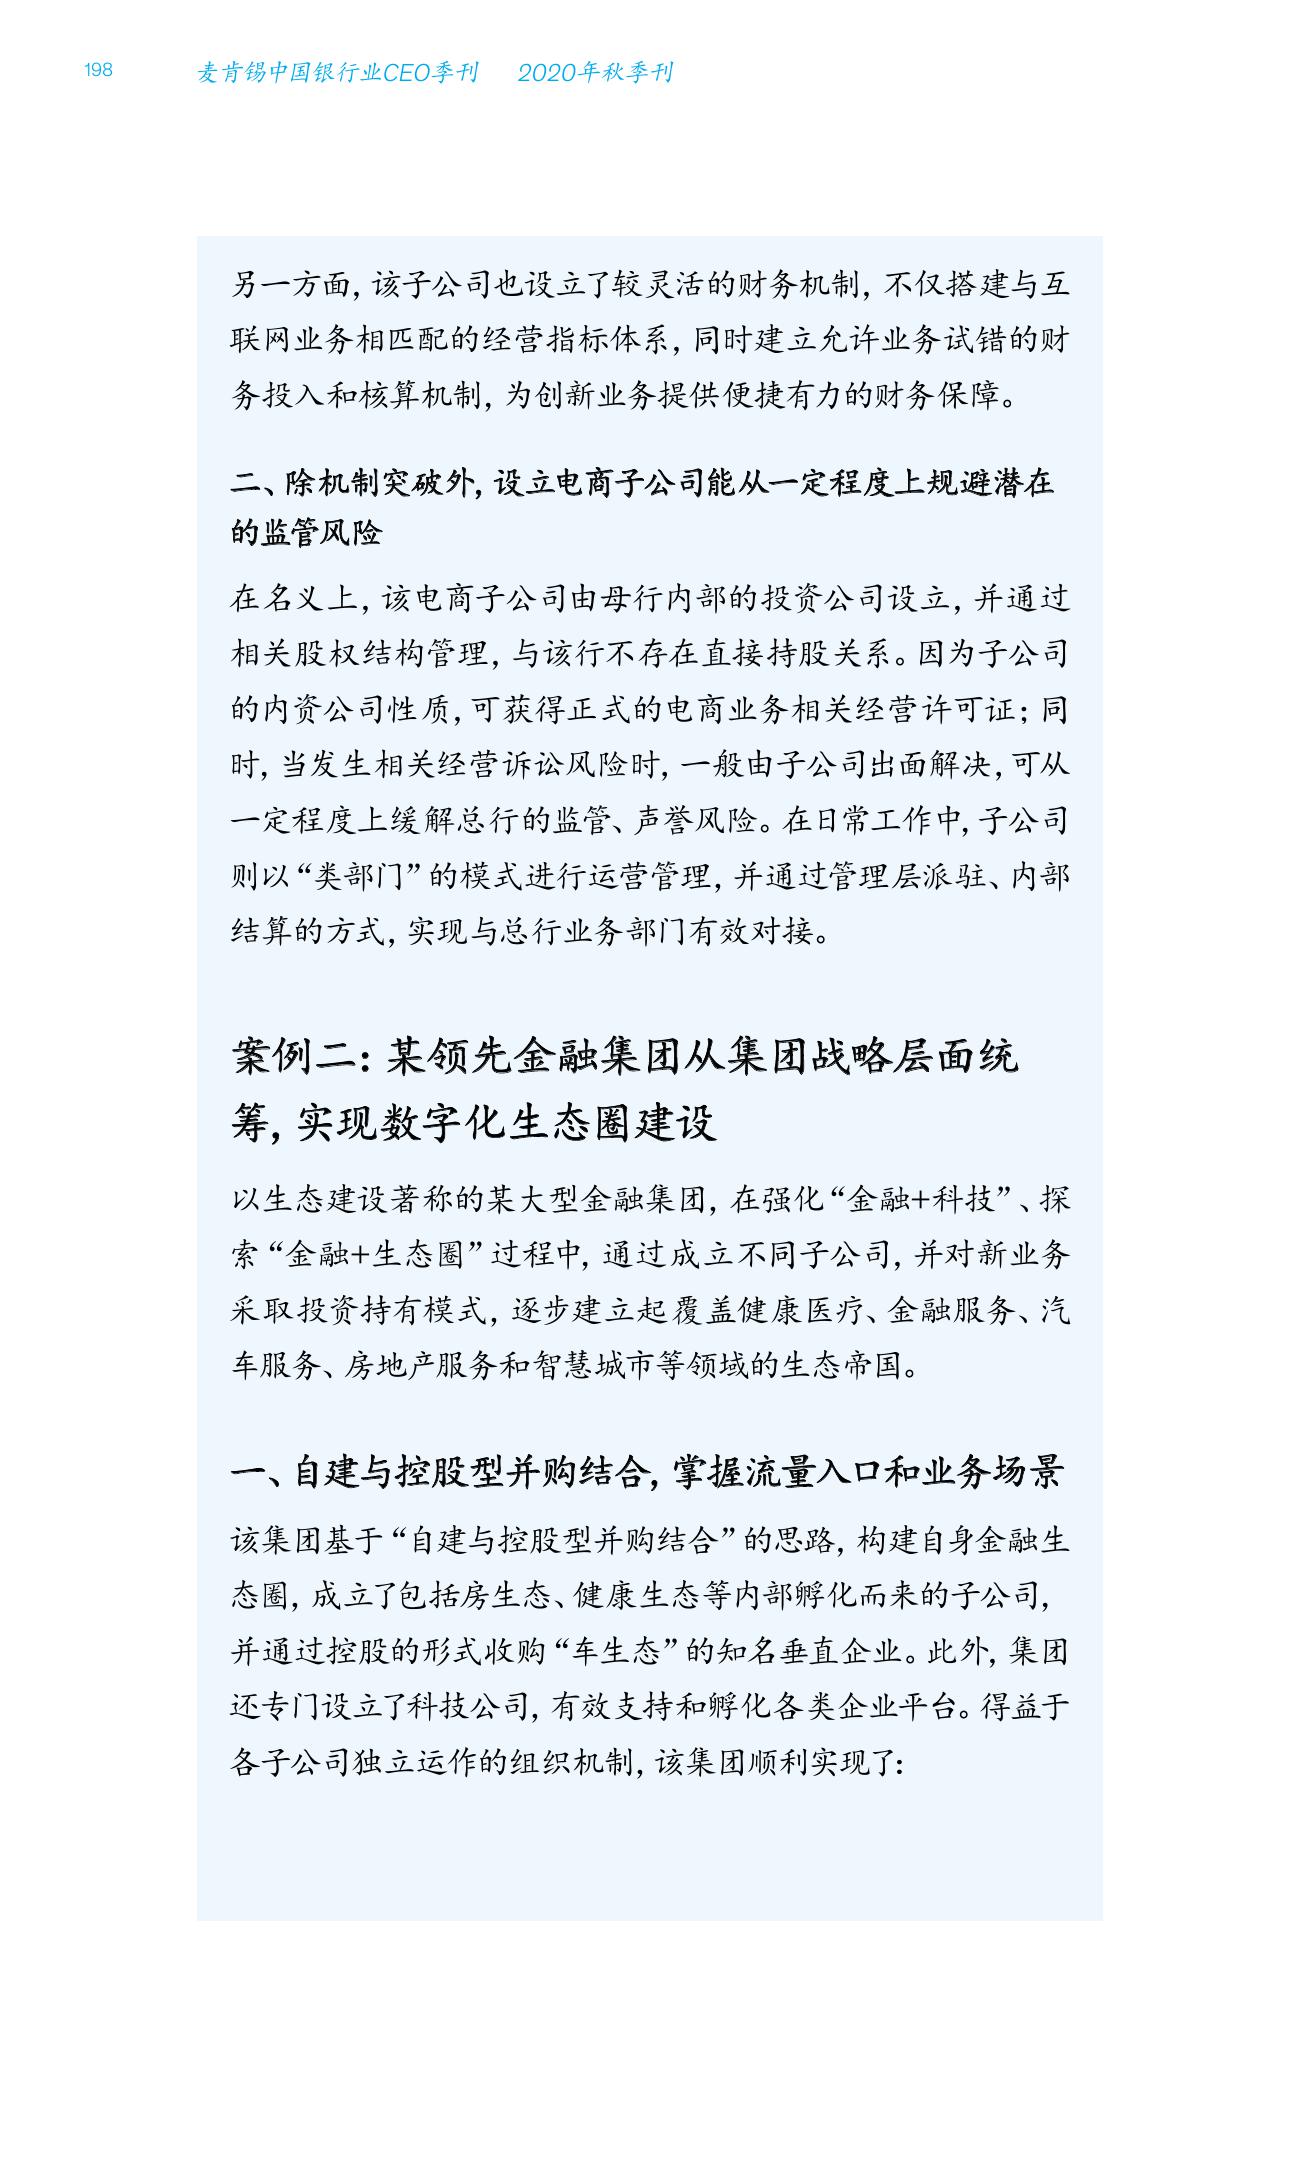 198
麦肯锡中国银行业CEO季刊 2020年秋季刊
另一方面，该子公司也设立了较灵活的财务机制，不仅搭建与互
联网业务相匹配的经营指标体系，同时建立允许业务试错的财
务投入和核算机制，为创新业务提供便捷有力的财务保障。
二、除机制突破外，设立电商子公司能从一定程度上规避潜在
的监管风险
在名义上，该电商子公司由母行内部的投资公司设立，并通过
相关股权结构管理，与该行不存在直接持股关系。因为子公司
的内资公司性质，可获得正式的电商业务相关经营许可证；同
时，当发生相关经营诉讼风险时，一般由子公司出面解决，可从
一定程度上缓解总行的监管、声誉风险。在日常工作中，子公司
则以“类部门”的模式进行运营管理，并通过管理层派驻、内部
结算的方式，实现与总行业务部门有效对接。
案例二：某领先金融集团从集团战略层面统
筹，实现数字化生态圈建设
以生态建设著称的某大型金融集团，在强化“金融+科技”、探
索“金融+生态圈”过程中，通过成立不同子公司，并对新业务
采取投资持有模式，逐步建立起覆盖健康医疗、金融服务、汽
车服务、房地产服务和智慧城市等领域的生态帝国。
一、自建与控股型并购结合，掌握流量入口和业务场景
该集团基于“自建与控股型并购结合”的思路，构建自身金融生
态圈，成立了包括房生态、健康生态等内部孵化而来的子公司，
并通过控股的形式收购“车生态”的知名垂直企业。此外，集团
还专门设立了科技公司，有效支持和孵化各类企业平台。得益于
各子公司独立运作的组织机制，该集团顺利实现了：